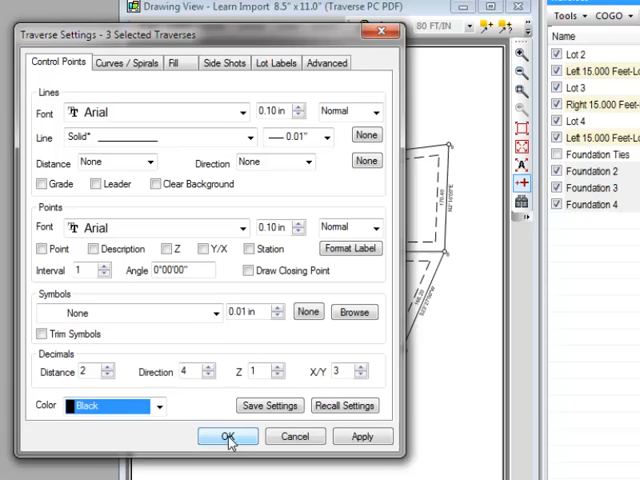 Drawing View - Learn Import 8.5" x 11.0" (Traverse PC PDF)
80 FT/IN
Tools COGO
Name
Lot 2
Left 15.000 Feet-Lo
Lot 3
Right 15.000 Feet-L
Lot 4
Left 15.000 Feet-Lo
Foundation Ties
Foundation 2
Foundation 3
Foundation 4
Traverse Settings - 3 Selected Traverses
Control Points Curves / Spirals Fill Side Shots Lot Labels Advanced
Lines
Font Arial 0.10 in Normal
Line Solid* 0.01" None
Distance None Direction None None
Grade Leader Clear Background
Points
Font Arial 0.10 in Normal
Point Description Z Y/X Station Format Label
Interval 1 Angle 0°00'00" Draw Closing Point
Symbols
None 0.01 in None Browse
Trim Symbols
Decimals
Distance 2 Direction 4 Z 1 X/Y 3
Color Black Save Settings Recall Settings
OK Cancel Apply